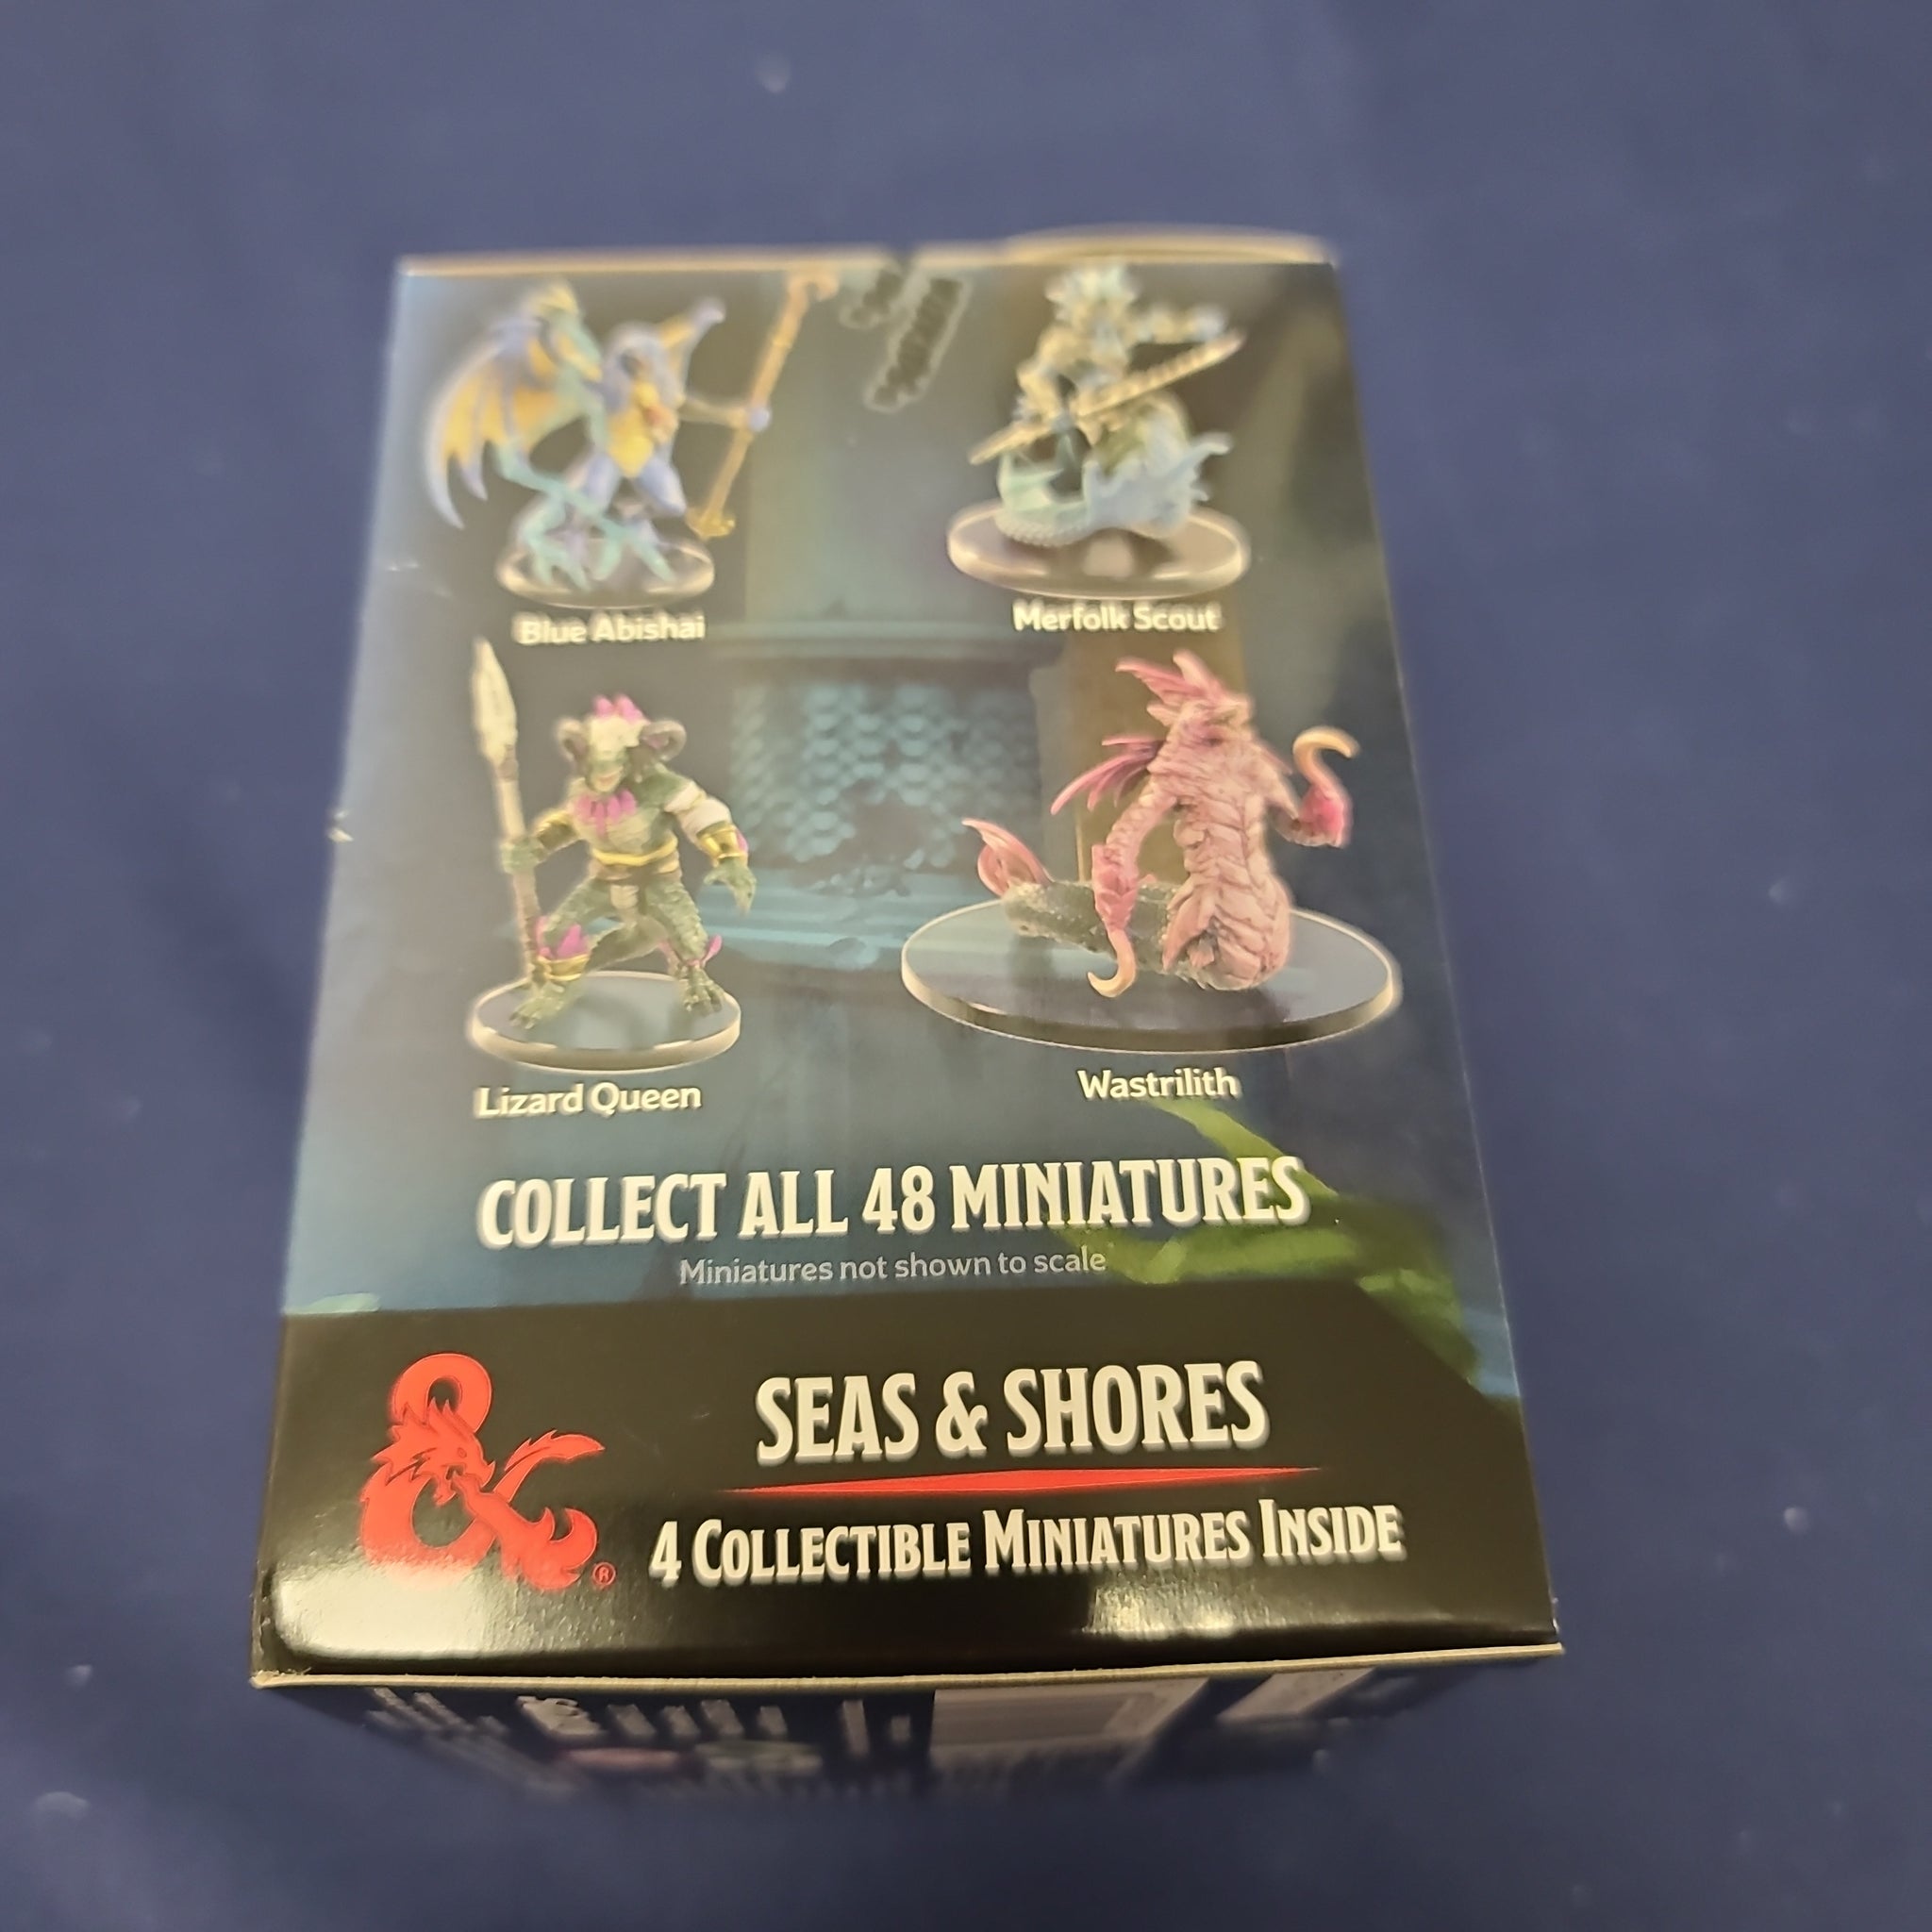 Blue Abishai
Merfolk Scout
Lizard Queen
Wastrilith
COLLECT ALL 48 MINIATURES
Miniatures not shown to scale
&®
SEAS & SHORES
4 COLLECTIBLE MINIATURES INSIDE